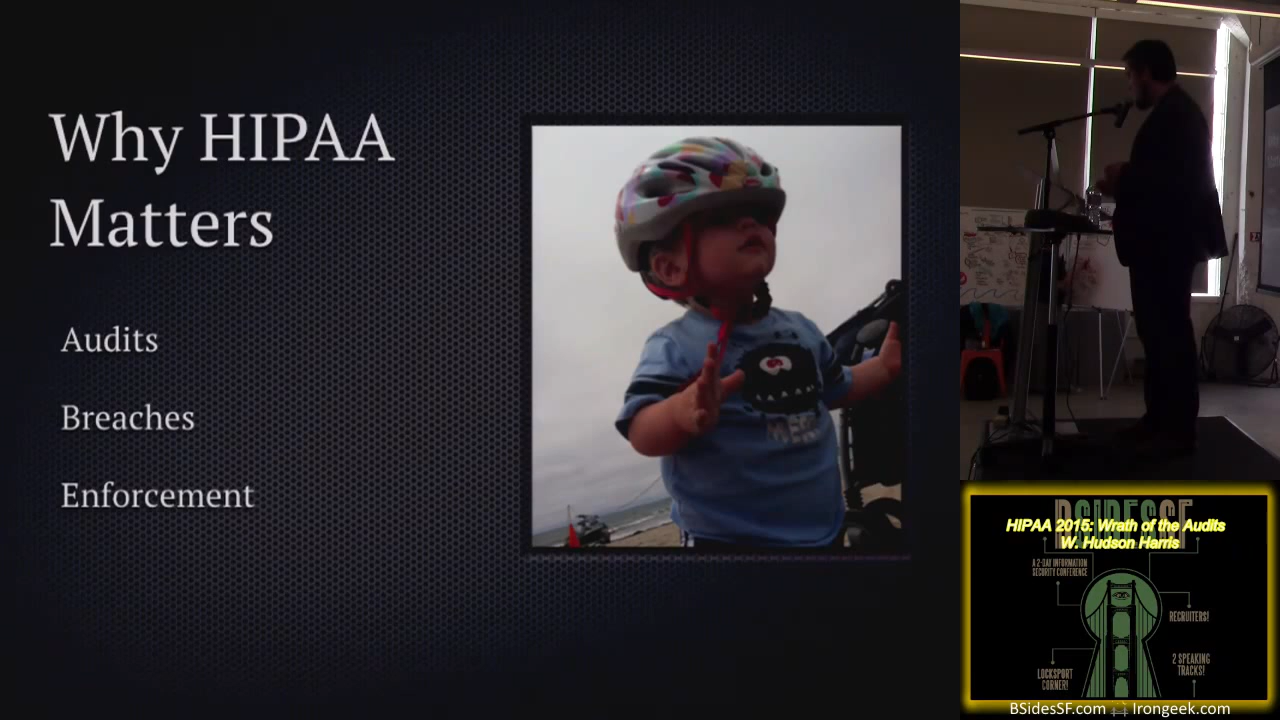 Why HIPAA
Matters
Audits
Breaches
Enforcement
BSIDESSF
HIPAA 2015: Wrath of the Audits
W. Hudson Harris
A 2-DAY INFORMATION
SECURITY CONFERENCE
RECRUITERS!
LOCKSPORT
CORNER!
2 SPEAKING
TRACKS!
BSidesSF.com
Irongeek.com